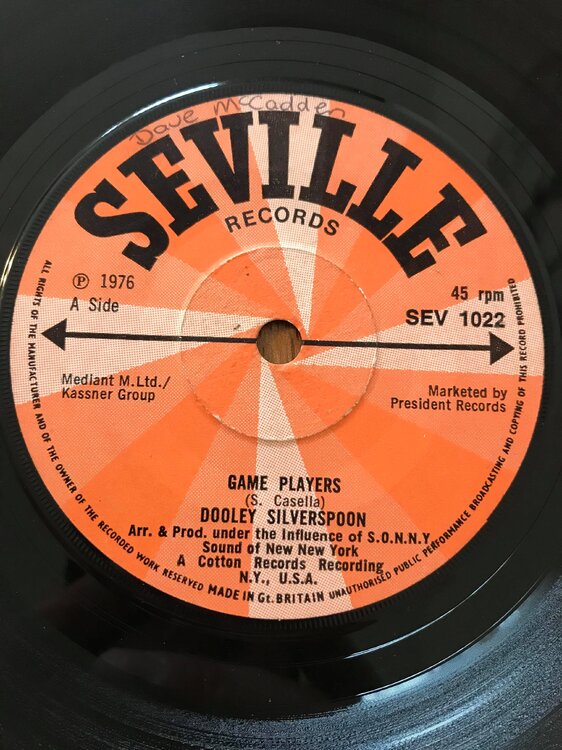 Dave McCadden
SEVILLE
RECORDS
℗ 1976
A Side
45 rpm
SEV 1022
Mediant M.Ltd./
Kassner Group
Marketed by
President Records
GAME PLAYERS
(S. Casella)
DOOLEY SILVERSPOON
Arr. & Prod. under the Influence of S.O.N.N.Y.
Sound of New New York
A Cotton Records Recording
N.Y., U.S.A.
ALL RIGHTS OF THE MANUFACTURER AND OF THE OWNER OF THE RECORDED WORK RESERVED MADE IN Gt. BRITAIN UNAUTHORISED PUBLIC PERFORMANCE BROADCASTING AND COPYING OF THIS RECORD PROHIBITED